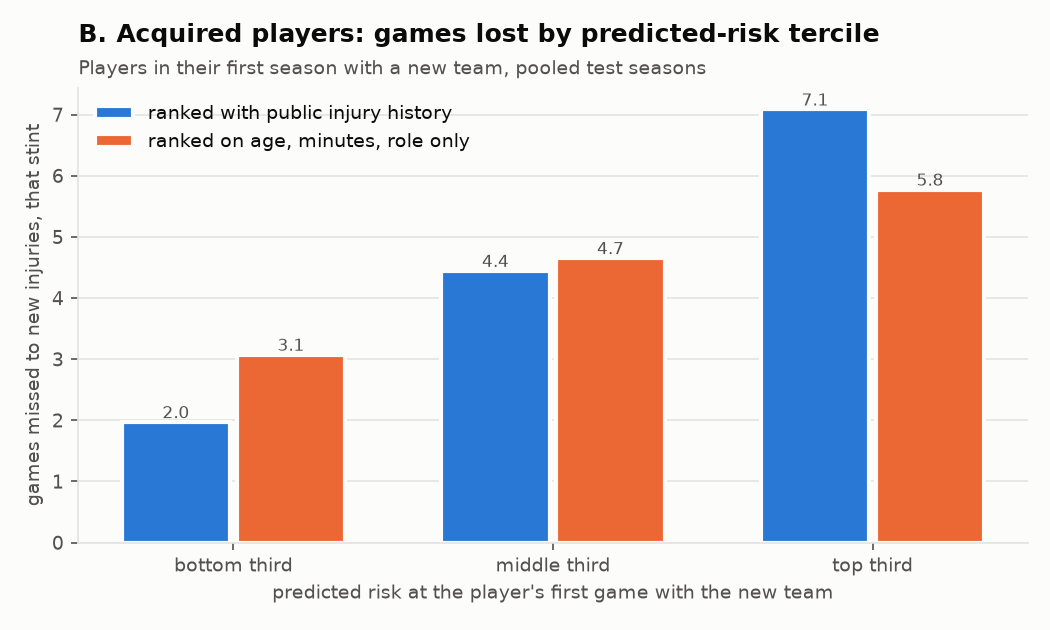 B. Acquired players: games lost by predicted-risk tercile
Players in their first season with a new team, pooled test seasons
ranked with public injury history
ranked on age, minutes, role only
games missed to new injuries, that stint
7
6
5
4
3
2
1
0
2.0
3.1
4.4
4.7
7.1
5.8
bottom third
middle third
top third
predicted risk at the player's first game with the new team